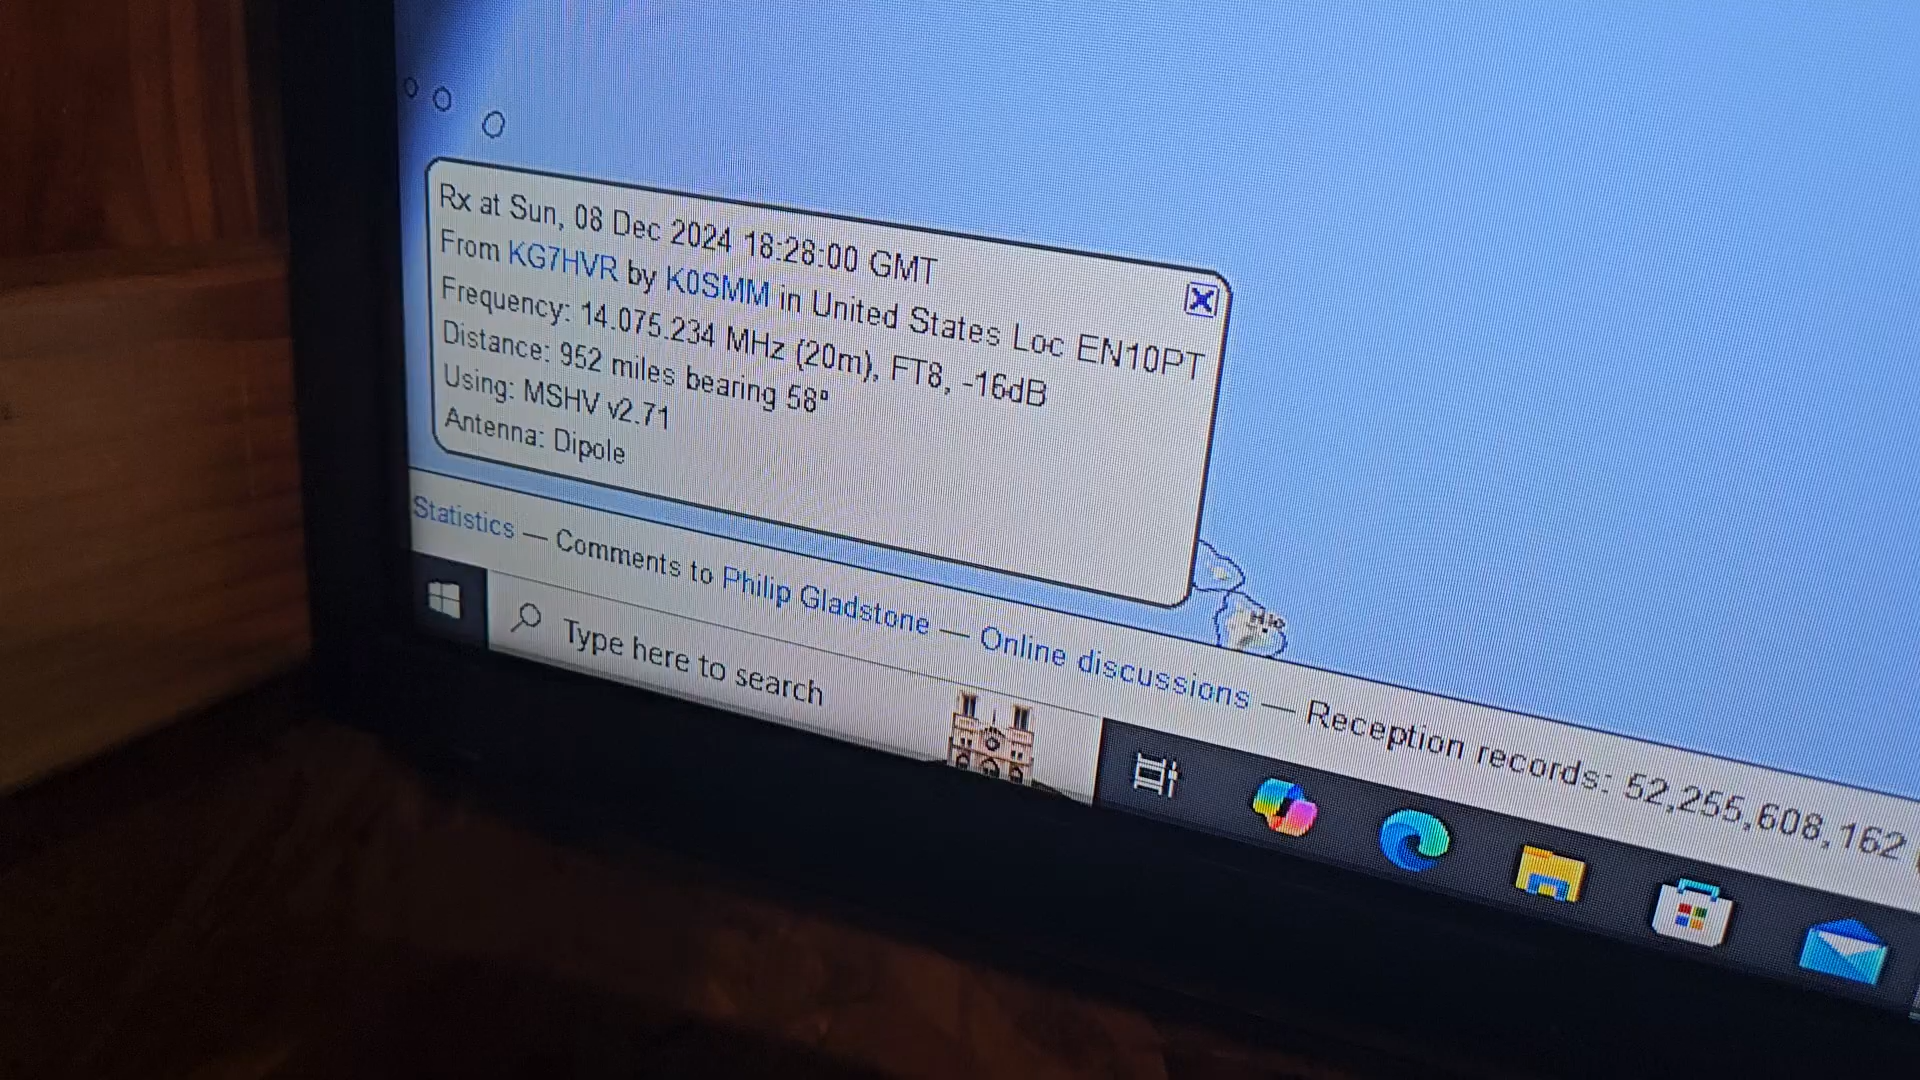 Rx at Sun, 08 Dec 2024 18:28:00 GMT
From KG7HVR by K0SMM in United States Loc EN10PT
Frequency: 14.075.234 MHz (20m), FT8, -16dB
Distance: 952 miles bearing 58°
Using: MSHV v2.71
Antenna: Dipole
Statistics — Comments to Philip Gladstone — Online discussions — Reception records: 52,255,608,162
Type here to search